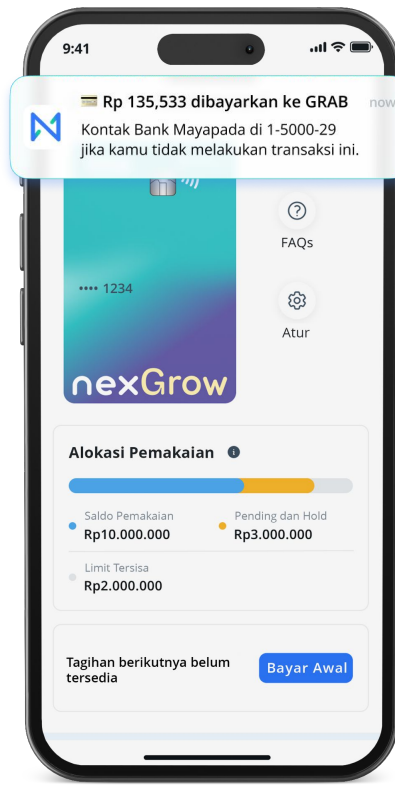 9:41
Rp 135,533 dibayarkan ke GRAB now
Kontak Bank Mayapada di 1-5000-29
jika kamu tidak melakukan transaksi ini.
FAQs
•••• 1234
Atur
nexGrow
Alokasi Pemakaian
Saldo Pemakaian
Rp10.000.000
Pending dan Hold
Rp3.000.000
Limit Tersisa
Rp2.000.000
Tagihan berikutnya belum
tersedia
Bayar Awal